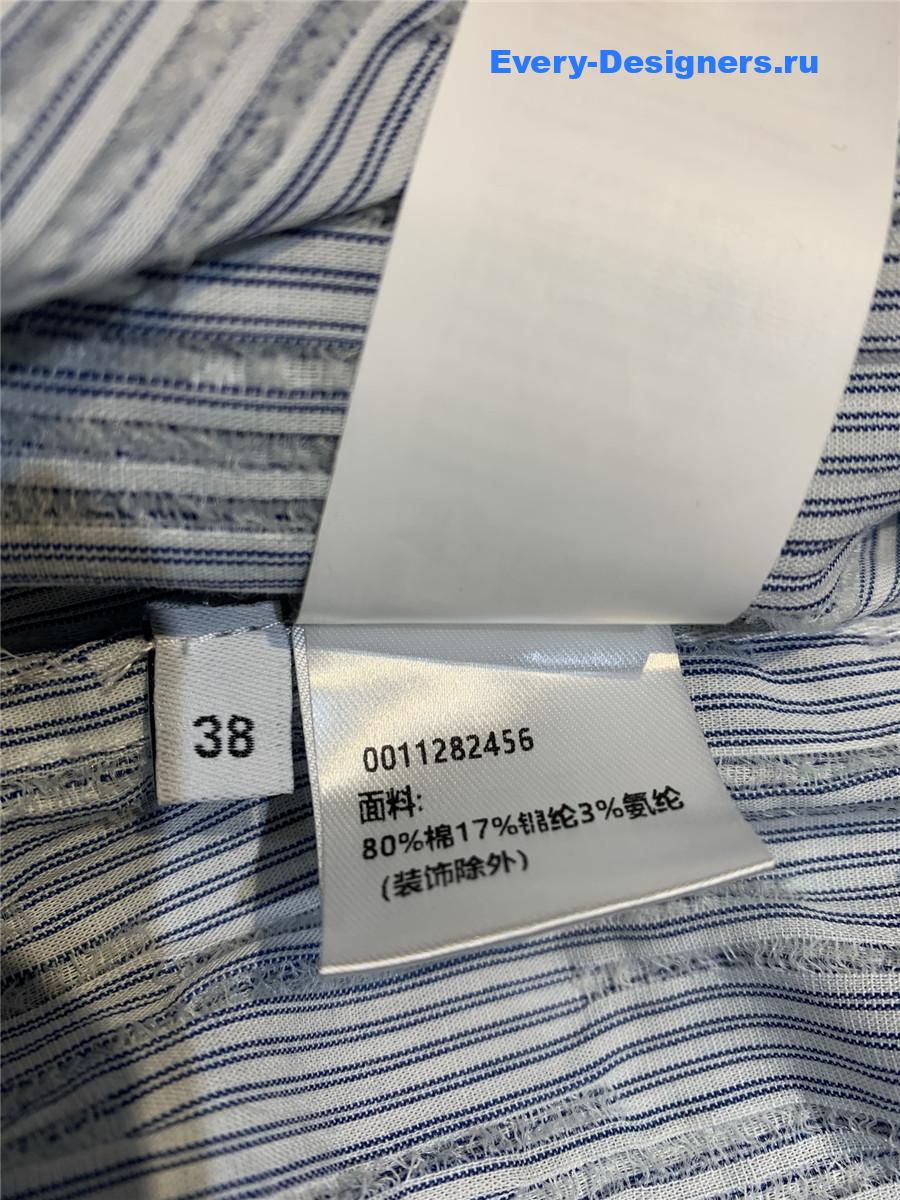 Every-Designers.ru
38
0011282456
面料:
80%棉17%锦纶3%氨纶
(装饰除外)